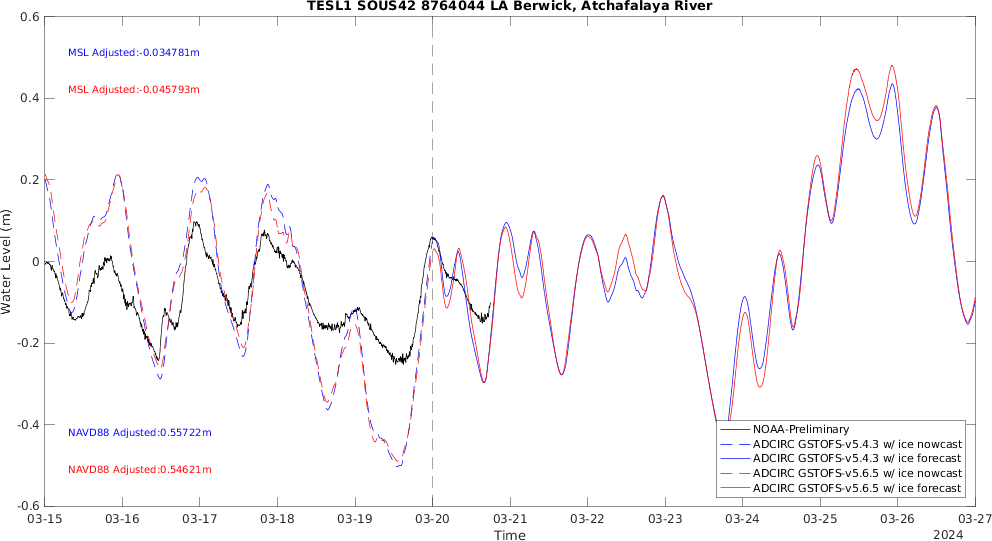 TESL1 SOUS42 8764044 LA Berwick, Atchafalaya River
0.6
MSL Adjusted:-0.034781m
0.4
MSL Adjusted:-0.045793m
0.2
Water Level (m)
0
-0.2
-0.4
NAVD88 Adjusted:0.55722m
NAVD88 Adjusted:0.54621m
-0.6
NOAA-Preliminary
ADCIRC GSTOFS-v5.4.3 w/ ice nowcast
ADCIRC GSTOFS-v5.4.3 w/ ice forecast
ADCIRC GSTOFS-v5.6.5 w/ ice nowcast
ADCIRC GSTOFS-v5.6.5 w/ ice forecast
03-15 03-16 03-17 03-18 03-19 03-20 03-21 03-22 03-23 03-24 03-25 03-26 03-27
Time
2024